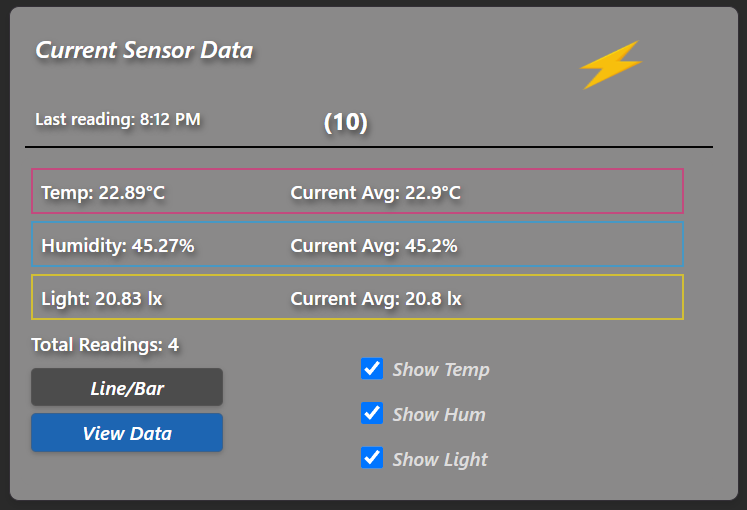 Current Sensor Data
Last reading: 8:12 PM (10)
Temp: 22.89°C Current Avg: 22.9°C
Humidity: 45.27% Current Avg: 45.2%
Light: 20.83 lx Current Avg: 20.8 lx
Total Readings: 4
Line/Bar
View Data
Show Temp
Show Hum
Show Light